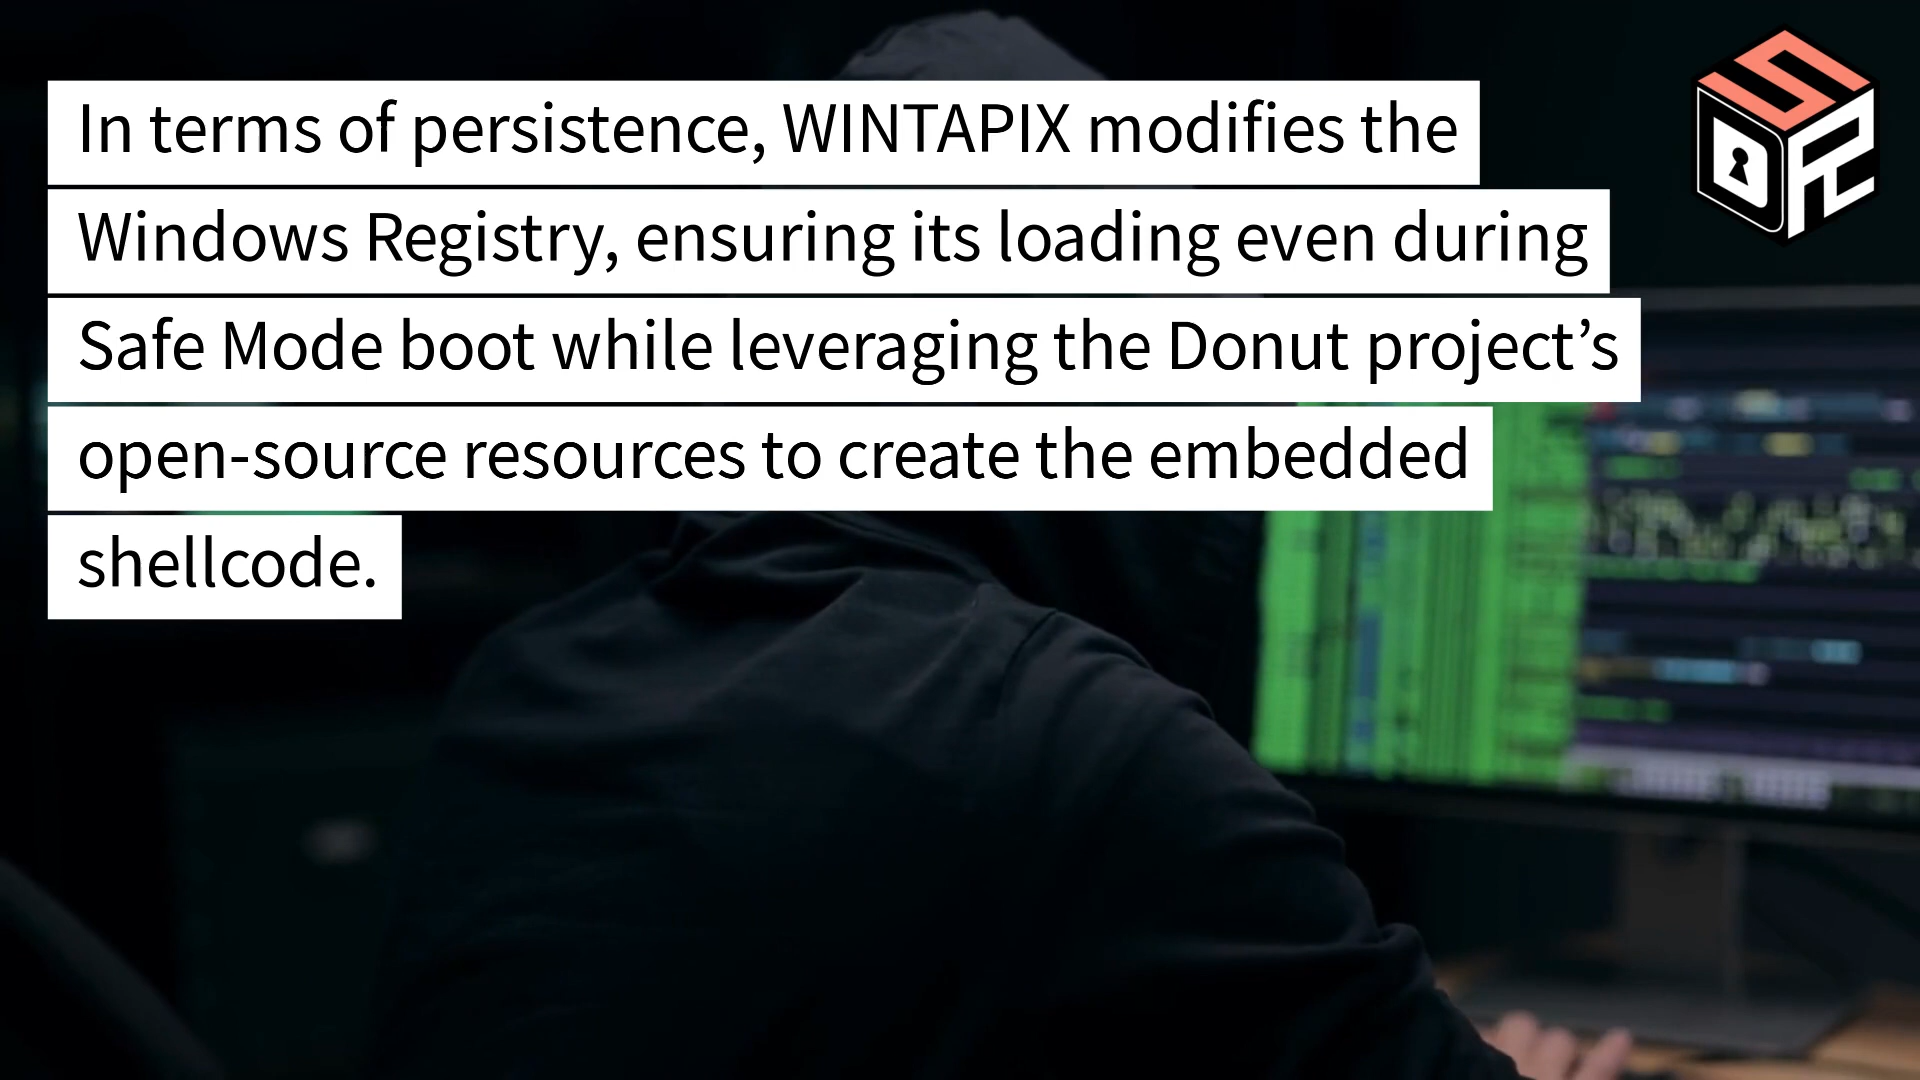 In terms of persistence, WINTAPIX modifies the
Windows Registry, ensuring its loading even during
Safe Mode boot while leveraging the Donut project’s
open-source resources to create the embedded
shellcode.